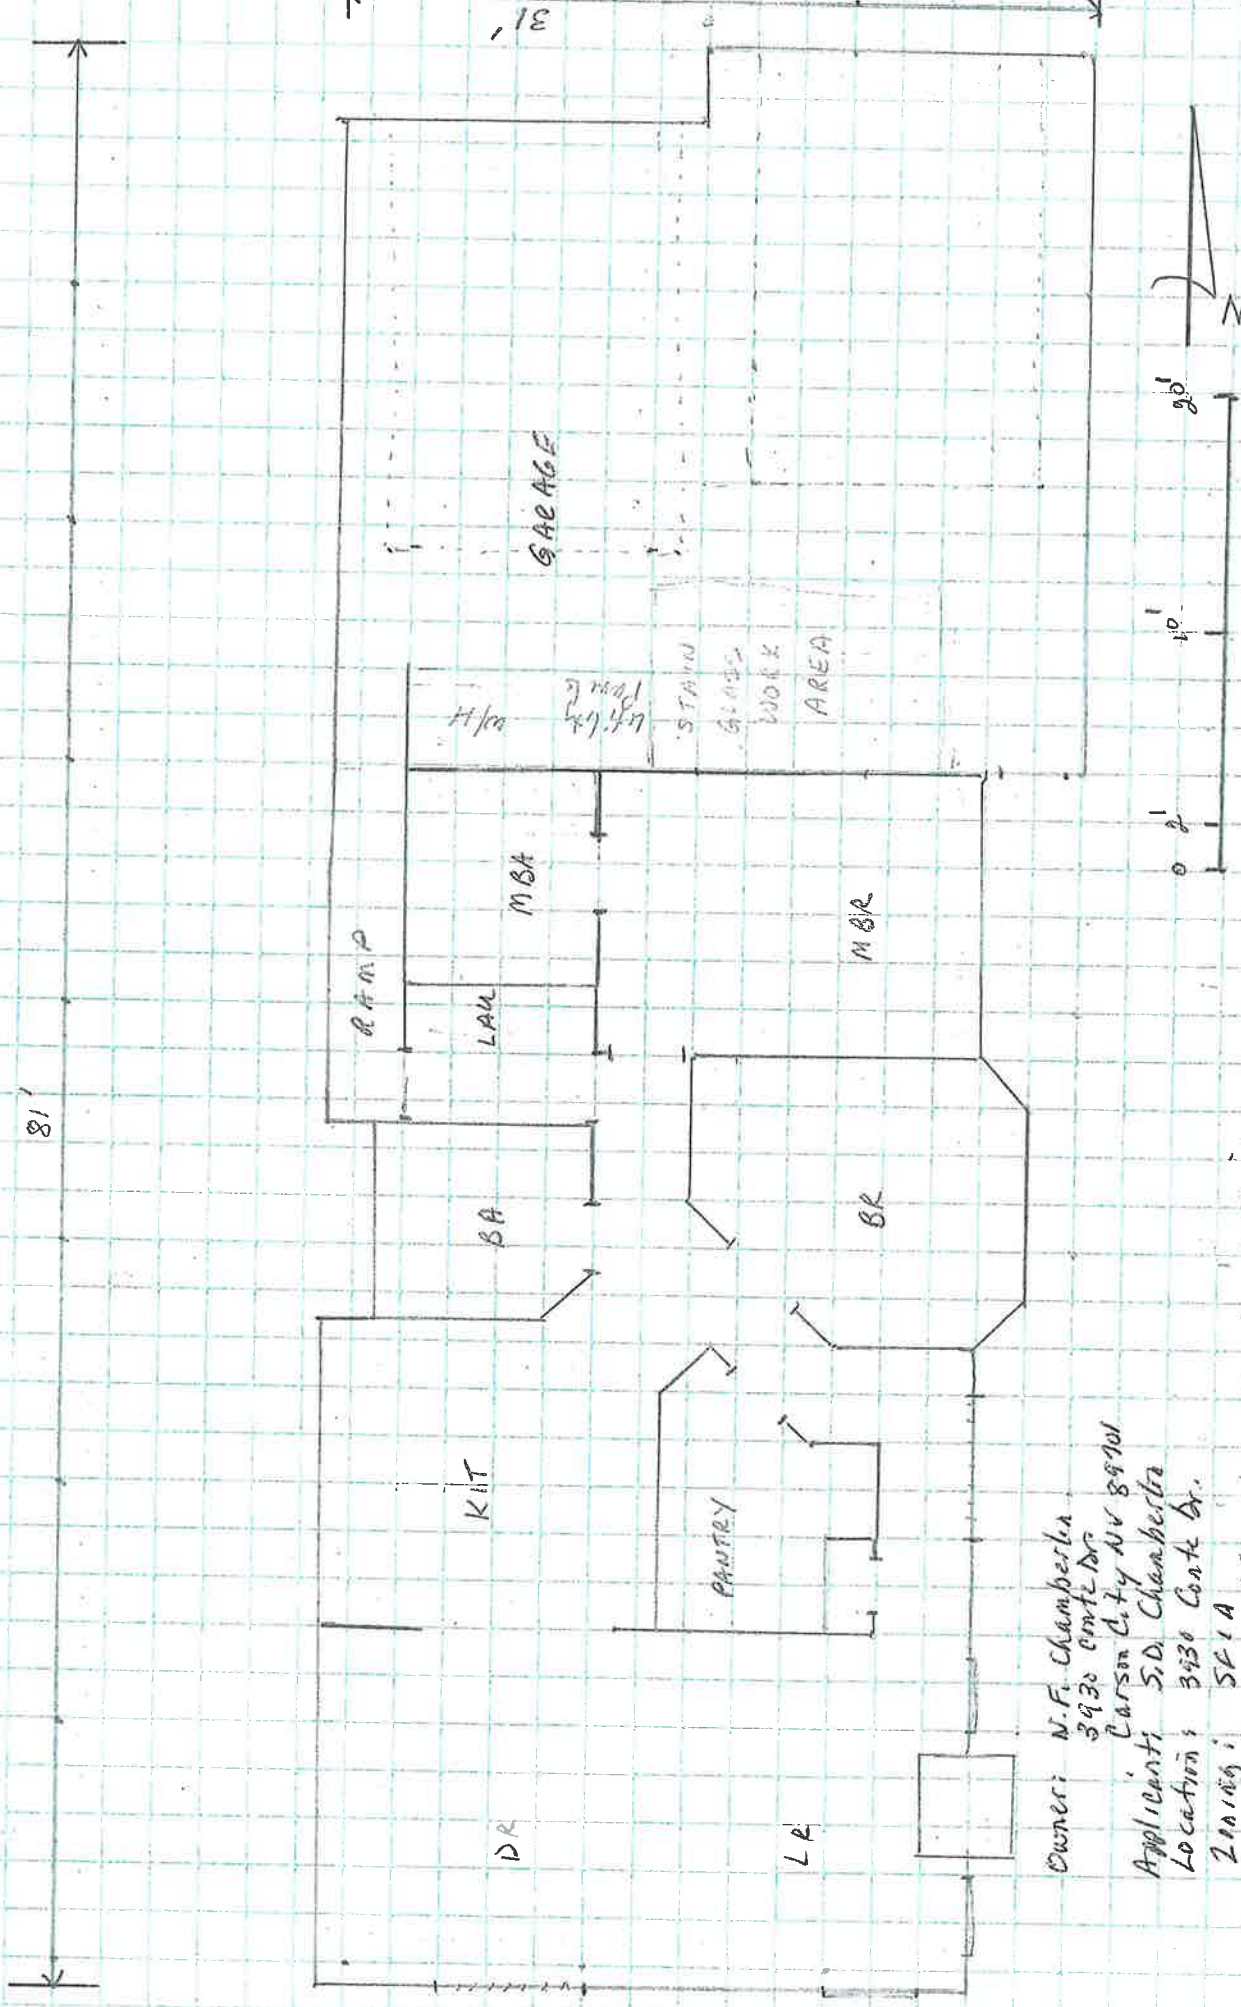 81'
31'
RAMP
GARAGE
W/H
Utility
Panel
STAIN
GLASS
WORK
AREA
LAU
MBA
MBR
BA
BR
KIT
PANTRY
DR
LR
0 2' 10' 20'
N
Owner: N.F. Chamberlin
3930 Conte Dr
Carson City NV 89701
Applicant: S.D. Chamberlin
Location: 3930 Conte Dr.
Zoning: SF1A